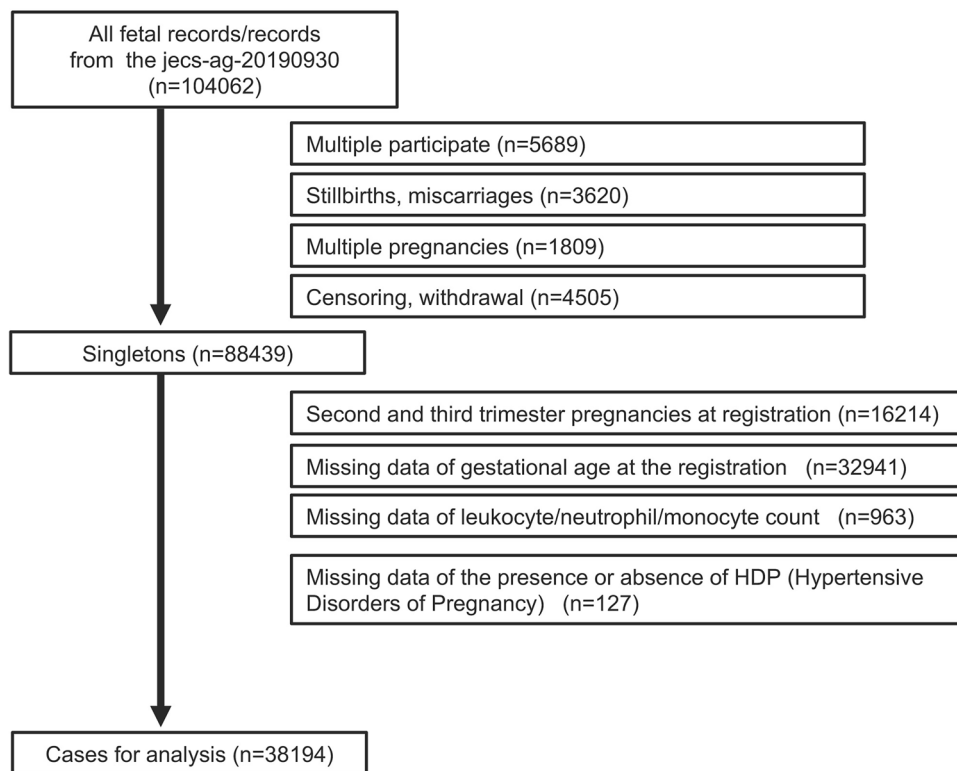 All fetal records/records
from the jecs-ag-20190930
(n=104062)
Multiple participate (n=5689)
Stillbirths, miscarriages (n=3620)
Multiple pregnancies (n=1809)
Censoring, withdrawal (n=4505)
Singletons (n=88439)
Second and third trimester pregnancies at registration (n=16214)
Missing data of gestational age at the registration (n=32941)
Missing data of leukocyte/neutrophil/monocyte count (n=963)
Missing data of the presence or absence of HDP (Hypertensive
Disorders of Pregnancy) (n=127)
Cases for analysis (n=38194)